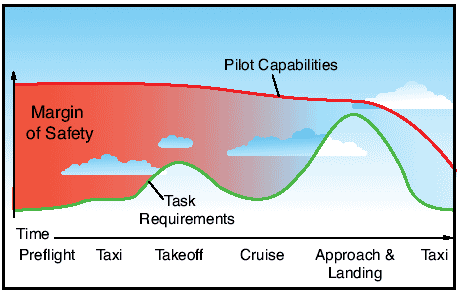 Pilot Capabilities
Margin
of Safety
Task
Requirements
Time
Preflight Taxi Takeoff Cruise Approach & Landing Taxi